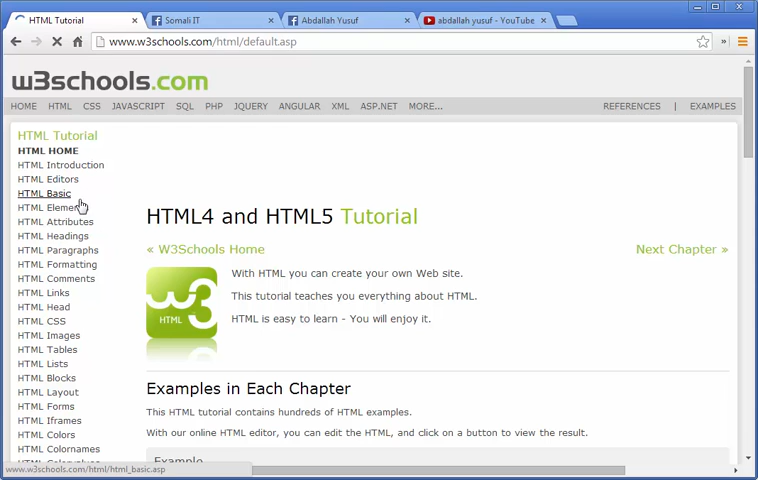 HTML Tutorial
Somali IT
Abdallah Yusuf
abdallah yusuf - YouTube
www.w3schools.com/html/default.asp
w3schools.com
HOME HTML CSS JAVASCRIPT SQL PHP JQUERY ANGULAR XML ASP.NET MORE... REFERENCES | EXAMPLES
HTML Tutorial
HTML HOME
HTML Introduction
HTML Editors
HTML Basic
HTML Attributes
HTML Headings
HTML Paragraphs
HTML Formatting
HTML Comments
HTML Links
HTML Head
HTML CSS
HTML Images
HTML Tables
HTML Lists
HTML Blocks
HTML Layout
HTML Forms
HTML Iframes
HTML Colors
HTML Colornames
HTML4 and HTML5 Tutorial
« W3Schools Home
Next Chapter »
w3
HTML
With HTML you can create your own Web site.
This tutorial teaches you everything about HTML.
HTML is easy to learn - You will enjoy it.
Examples in Each Chapter
This HTML tutorial contains hundreds of HTML examples.
With our online HTML editor, you can edit the HTML, and click on a button to view the result.
Example
www.w3schools.com/html/html_basic.asp